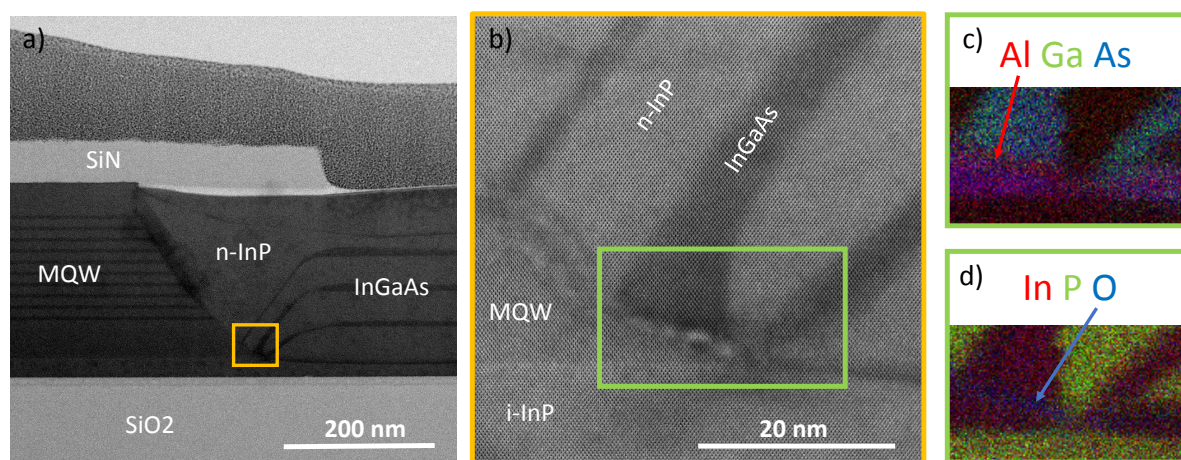 a)
SiN
n-InP
MQW
InGaAs
SiO2
200 nm
b)
n-InP
InGaAs
MQW
i-InP
20 nm
c)
Al Ga As
d)
In P O